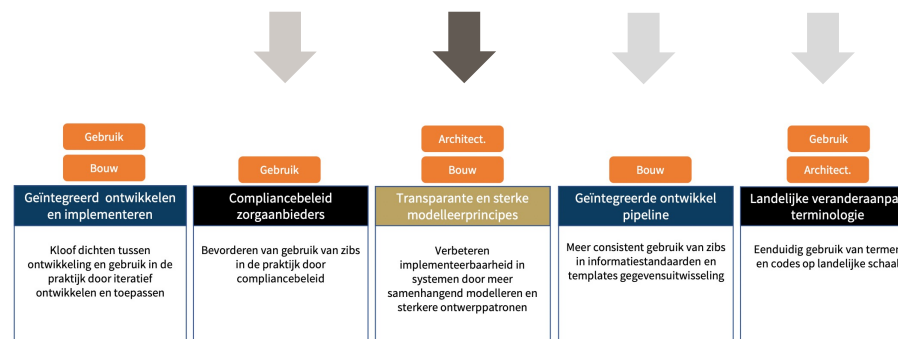 Gebruik
Bouw
Geïntegreerd ontwikkelen
en implementeren
Kloof dichten tussen
ontwikkeling en gebruik in de
praktijk door iteratief
ontwikkelen en toepassen
Gebruik
Compliancebeleid
zorgaanbieders
Bevorderen van gebruik van zibs
in de praktijk door
compliancebeleid
Architect.
Bouw
Transparante en sterke
modelleerprincipes
Verbeteren
implementeerbaarheid in
systemen door meer
samenhangend modelleren en
sterkere ontwerppatronen
Bouw
Geïntegreerde ontwikkel
pipeline
Meer consistent gebruik van zibs
in informatiestandaarden en
templates gegevensuitwisseling
Gebruik
Architect.
Landelijke veranderaanpa
terminologie
Eenduidig gebruik van termen
en codes op landelijke schaal